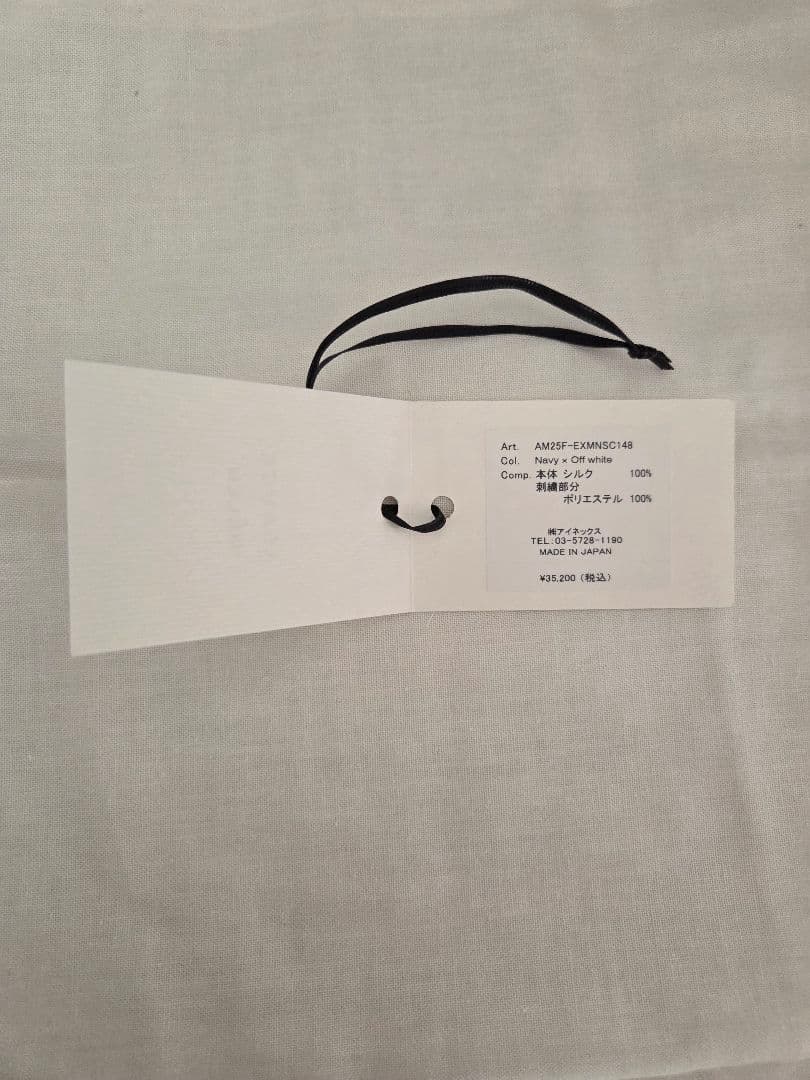 Art. AM25F-EXMNSC148
Col. Navy × Off white
Comp. 本体 シルク 100%
刺繍部分
ポリエステル 100%
㈱アイネックス
TEL:03-5728-1190
MADE IN JAPAN
¥35,200（税込）